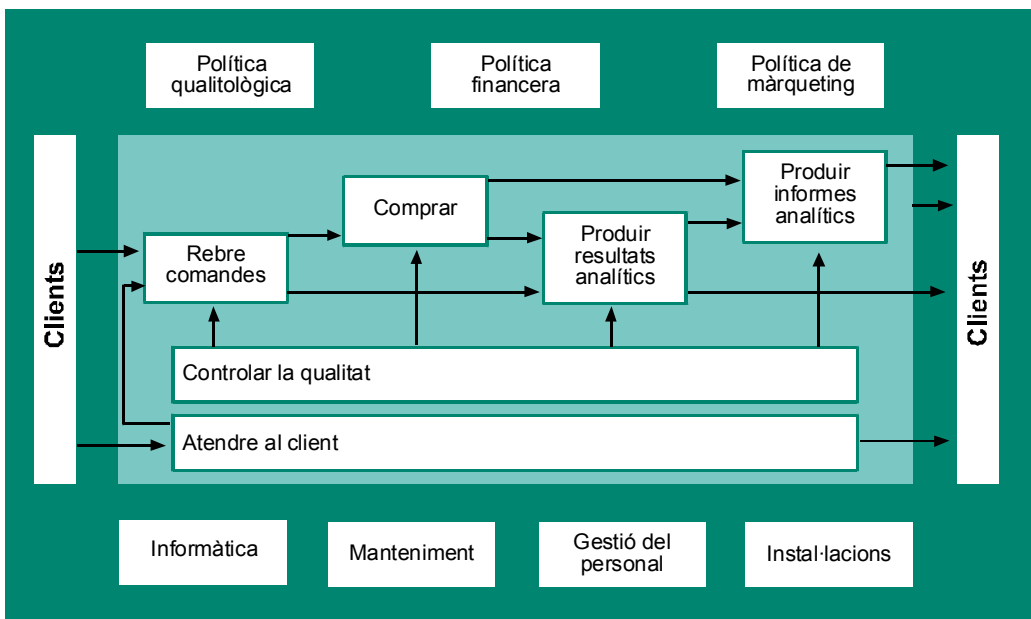 Política
qualitològica
Política
financera
Política de
màrqueting
Clients
Rebre
comandes
Comprar
Produir
resultats
analítics
Produir
informes
analítics
Clients
Controlar la qualitat
Atendre al client
Informàtica
Manteniment
Gestió del
personal
Instal·lacions